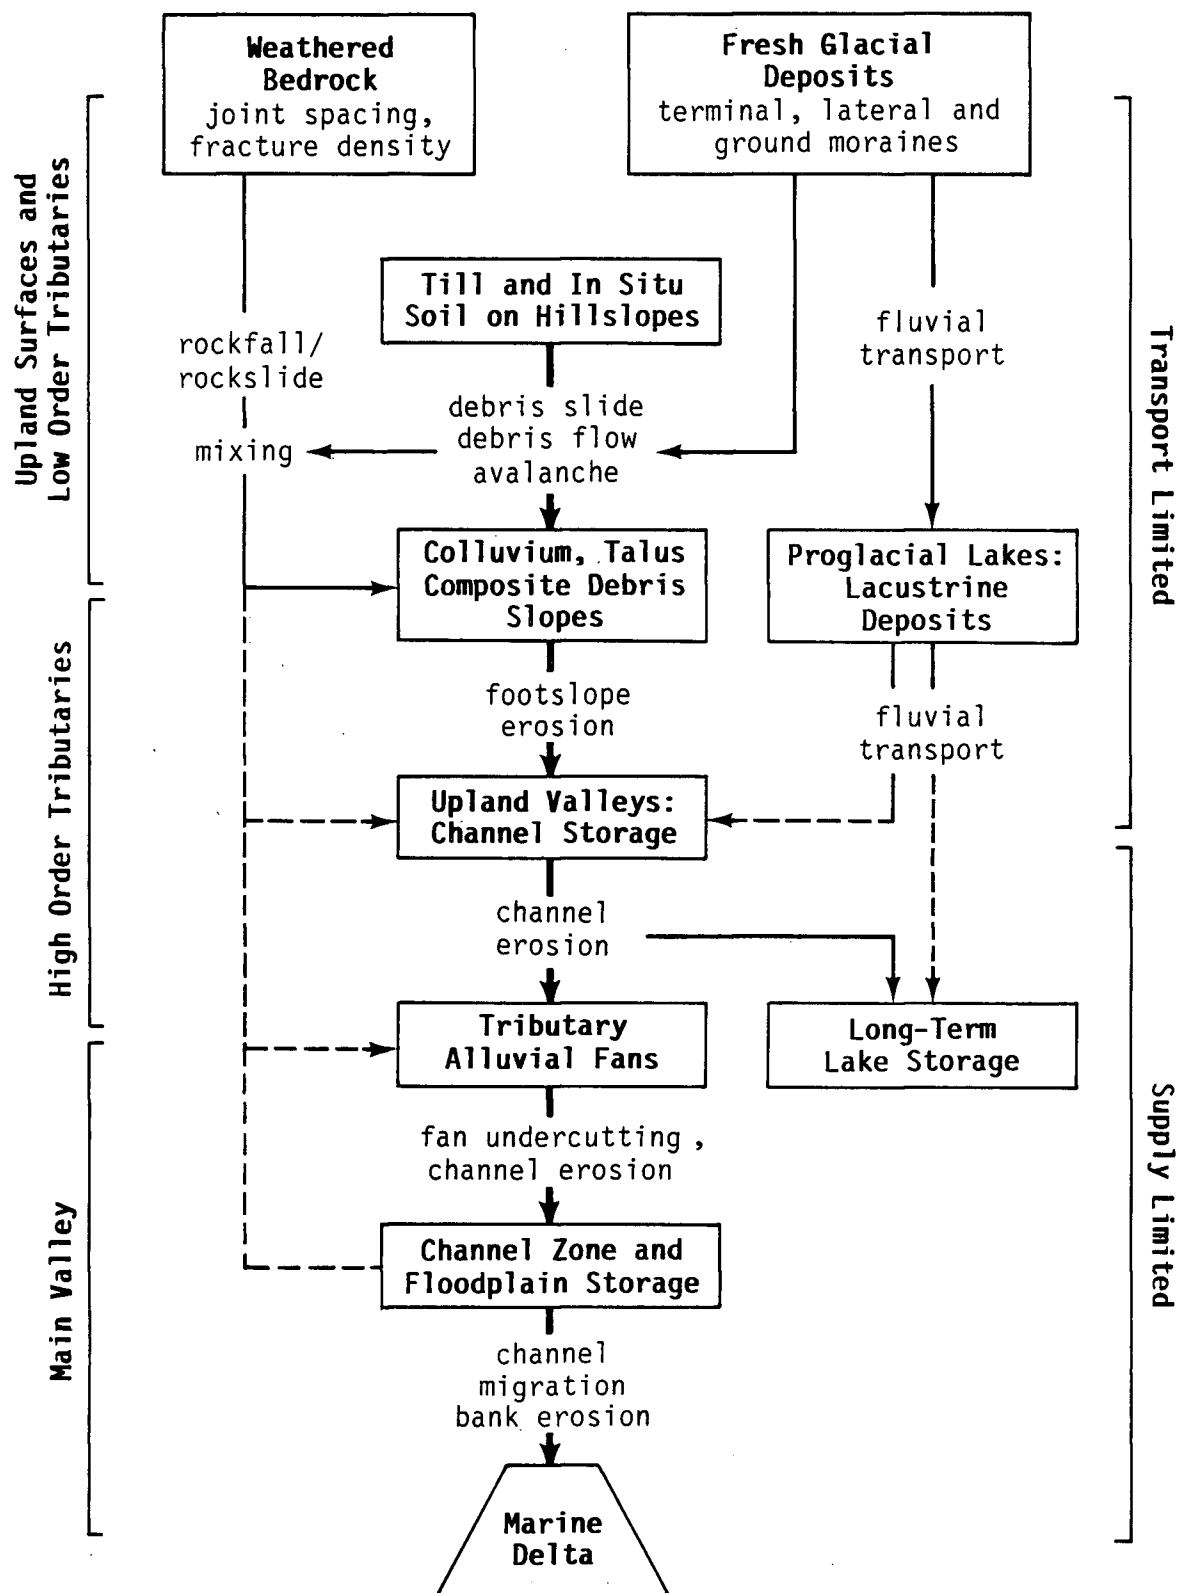 Weathered
Bedrock
joint spacing,
fracture density
Fresh Glacial
Deposits
terminal, lateral and
ground moraines
Upland Surfaces and
Low Order Tributaries
Till and In Situ
Soil on Hillslopes
rockfall/
rockslide
fluvial
transport
debris slide
debris flow
avalanche
mixing
Transport Limited
Colluvium, Talus
Composite Debris
Slopes
Proglacial Lakes:
Lacustrine
Deposits
High Order Tributaries
footslope
erosion
fluvial
transport
Upland Valleys:
Channel Storage
channel
erosion
Tributary
Alluvial Fans
Long-Term
Lake Storage
Supply Limited
Main Valley
fan undercutting,
channel erosion
Channel Zone and
Floodplain Storage
channel
migration
bank erosion
Marine
Delta